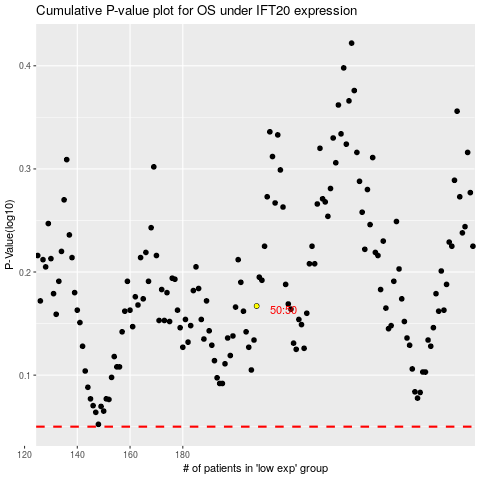 Cumulative P-value plot for OS under IFT20 expression
P-Value(log10)
0.4
0.3
0.2
0.1
50:50
120 140 150 160 180
# of patients in 'low exp' group